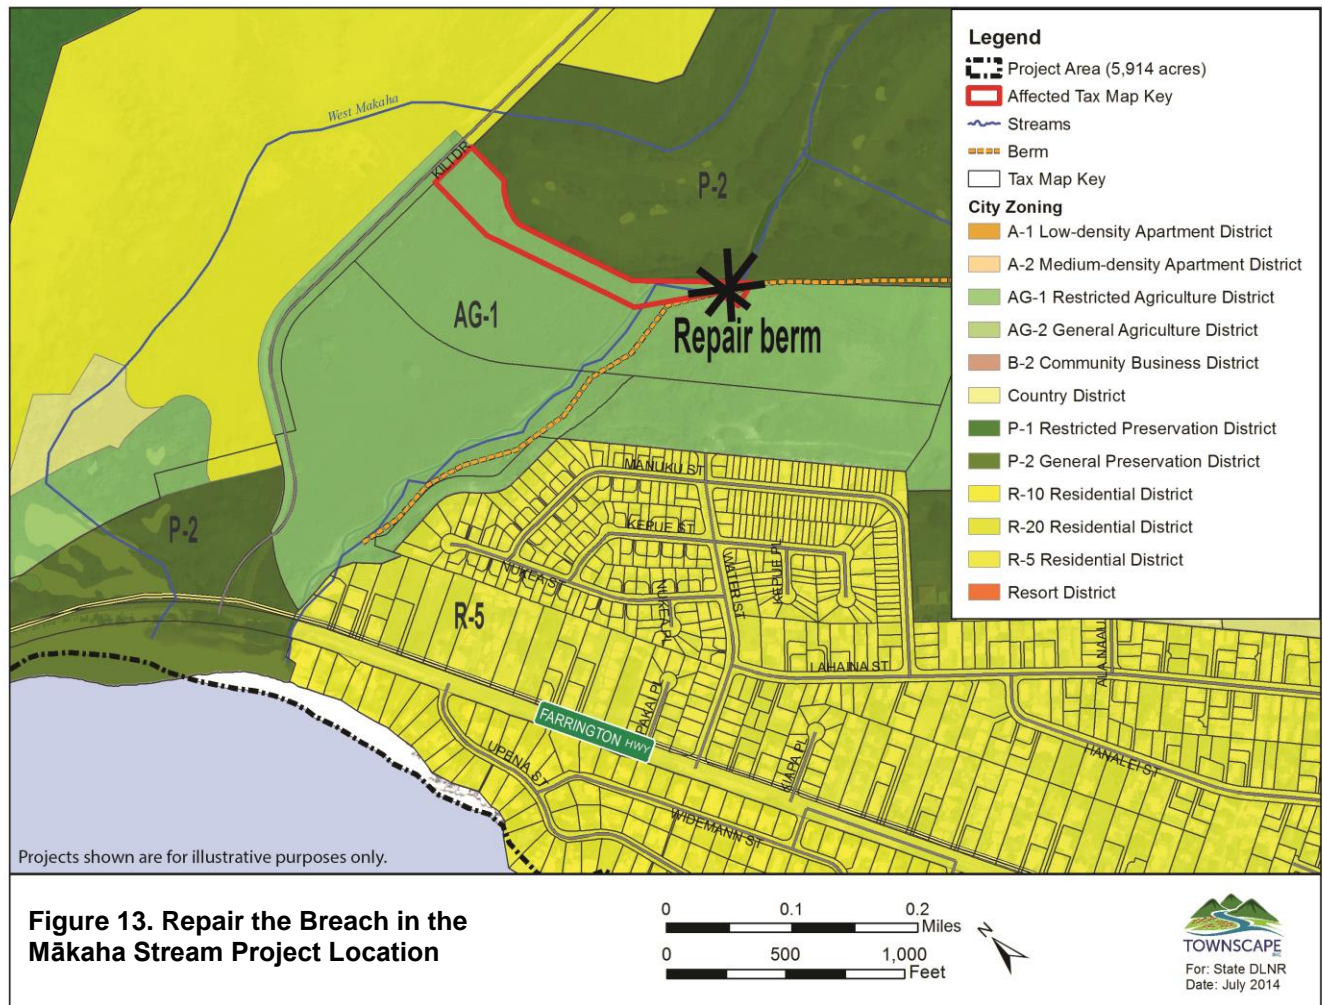 West Makaha
KILI DR
P-2
AG-1
Repair berm
P-2
MANUKU ST
KEPUE ST
NUKEA ST
WATER ST
KEPUE PL
NUKEA PL
R-5
LAHAINA ST
ALA NAAU
PAKAI PL
FARRINGTON HWY
UPENA ST
KIAPA PL
HANALEI ST
WIDEMANN ST
Projects shown are for illustrative purposes only.
Legend
Project Area (5,914 acres)
Affected Tax Map Key
Streams
Berm
Tax Map Key
City Zoning
A-1 Low-density Apartment District
A-2 Medium-density Apartment District
AG-1 Restricted Agriculture District
AG-2 General Agriculture District
B-2 Community Business District
Country District
P-1 Restricted Preservation District
P-2 General Preservation District
R-10 Residential District
R-20 Residential District
R-5 Residential District
Resort District
Figure 13. Repair the Breach in the
Mākaha Stream Project Location
0 0.1 0.2
Miles
0 500 1,000
Feet
N
TOWNSCAPE
For: State DLNR
Date: July 2014